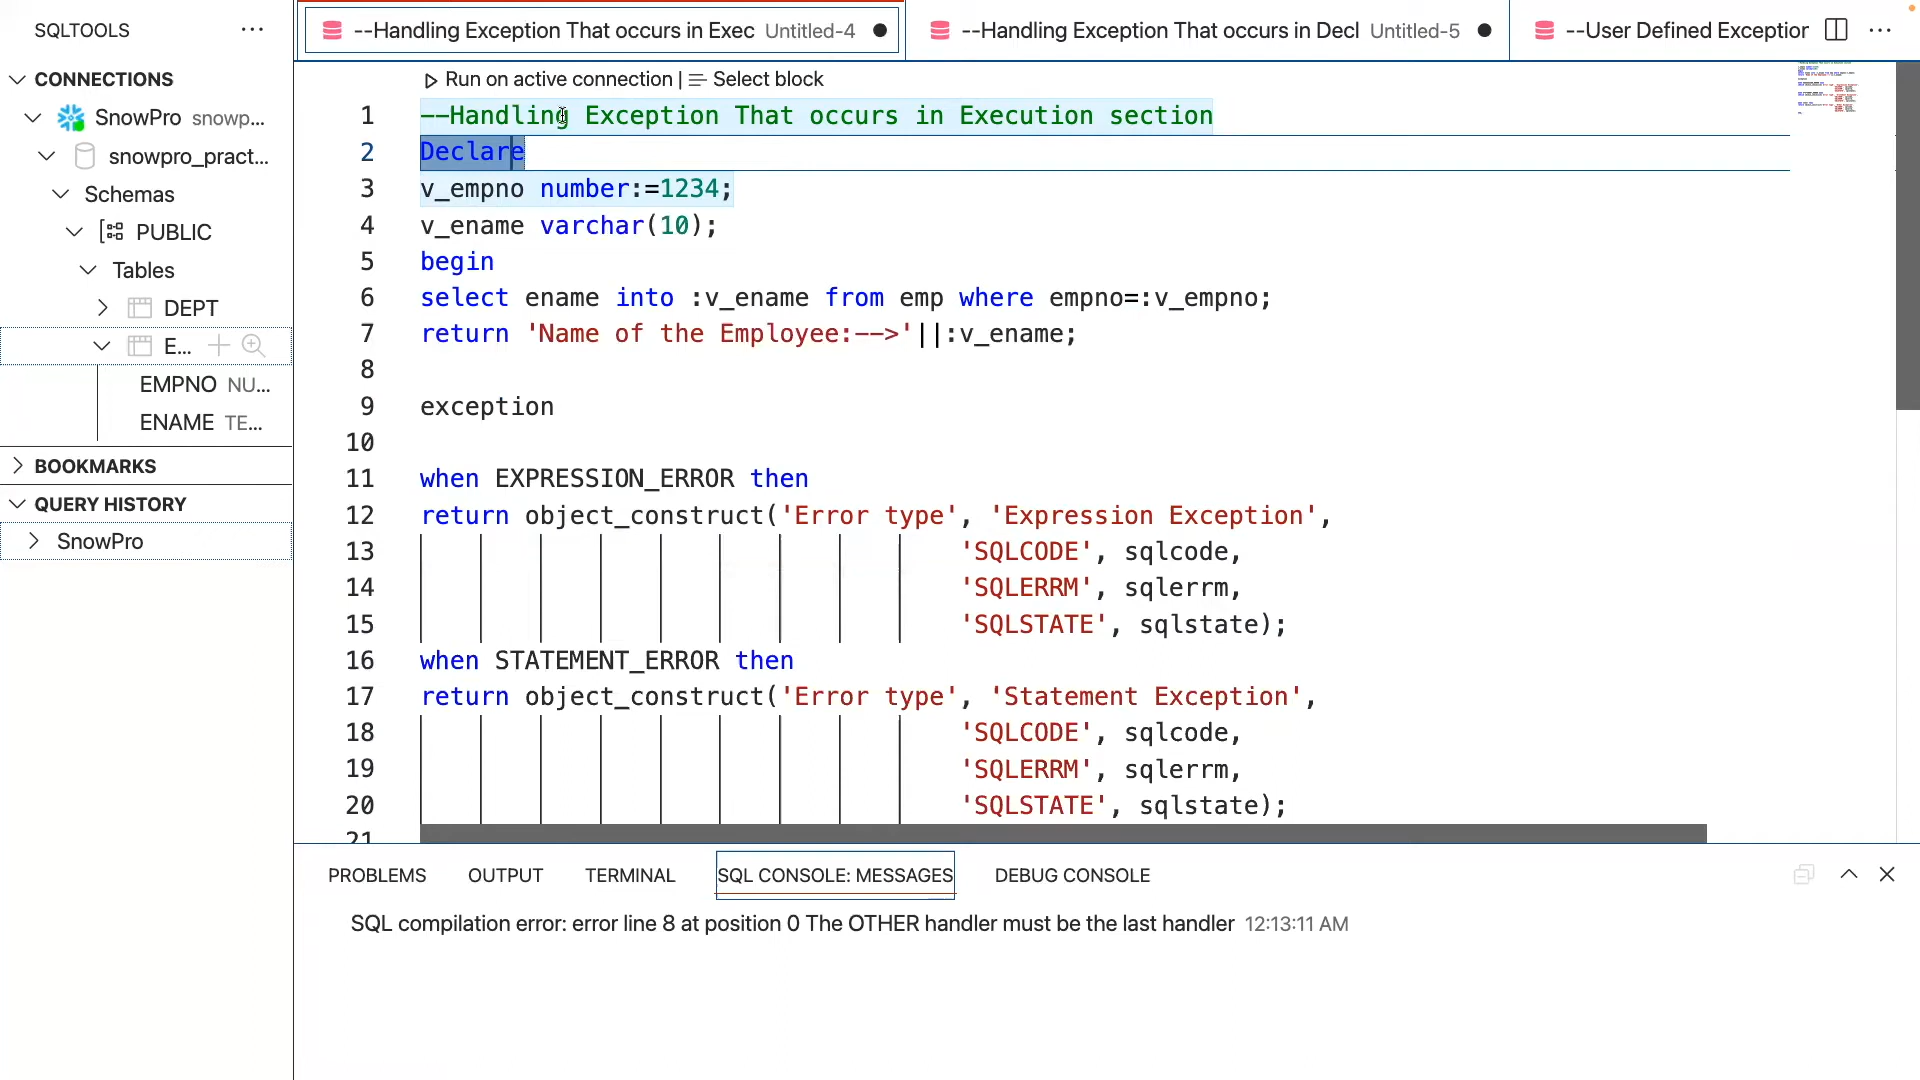 SQLTOOLS
CONNECTIONS
SnowPro snowp...
snowpro_pract...
Schemas
PUBLIC
Tables
DEPT
E...
EMPNO NU...
ENAME TE...
BOOKMARKS
QUERY HISTORY
SnowPro
--Handling Exception That occurs in Exec Untitled-4
--Handling Exception That occurs in Decl Untitled-5
--User Defined Exception
Run on active connection | Select block
1 --Handling Exception That occurs in Execution section
2 Declare
3 v_empno number:=1234;
4 v_ename varchar(10);
5 begin
6 select ename into :v_ename from emp where empno=:v_empno;
7 return 'Name of the Employee:-->'||:v_ename;
8
9 exception
10
11 when EXPRESSION_ERROR then
12 return object_construct('Error type', 'Expression Exception',
13 'SQLCODE', sqlcode,
14 'SQLERRM', sqlerrm,
15 'SQLSTATE', sqlstate);
16 when STATEMENT_ERROR then
17 return object_construct('Error type', 'Statement Exception',
18 'SQLCODE', sqlcode,
19 'SQLERRM', sqlerrm,
20 'SQLSTATE', sqlstate);
21
PROBLEMS OUTPUT TERMINAL SQL CONSOLE: MESSAGES DEBUG CONSOLE
SQL compilation error: error line 8 at position 0 The OTHER handler must be the last handler 12:13:11 AM